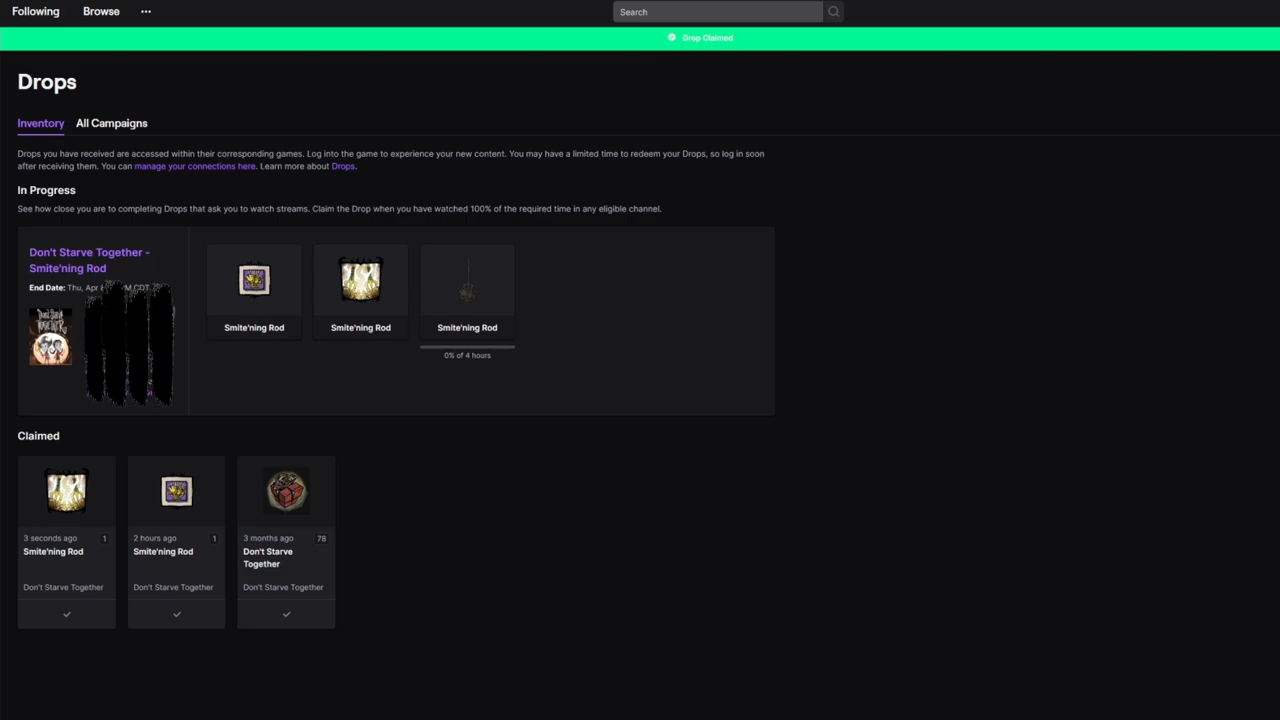 Following Browse ··· Search
Drop Claimed
Drops
Inventory All Campaigns
Drops you have received are accessed within their corresponding games. Log into the game to experience your new content. You may have a limited time to redeem your Drops, so log in soon
after receiving them. You can manage your connections here. Learn more about Drops.
In Progress
See how close you are to completing Drops that ask you to watch streams. Claim the Drop when you have watched 100% of the required time in any eligible channel.
Don't Starve Together -
Smite'ning Rod
End Date: Thu, Apr CDT
Don't Starve
Together
Smite'ning Rod Smite'ning Rod Smite'ning Rod
0% of 4 hours
Claimed
3 seconds ago 1 2 hours ago 1 3 months ago 78
Smite'ning Rod Smite'ning Rod Don't Starve
Together
Don't Starve Together Don't Starve Together Don't Starve Together